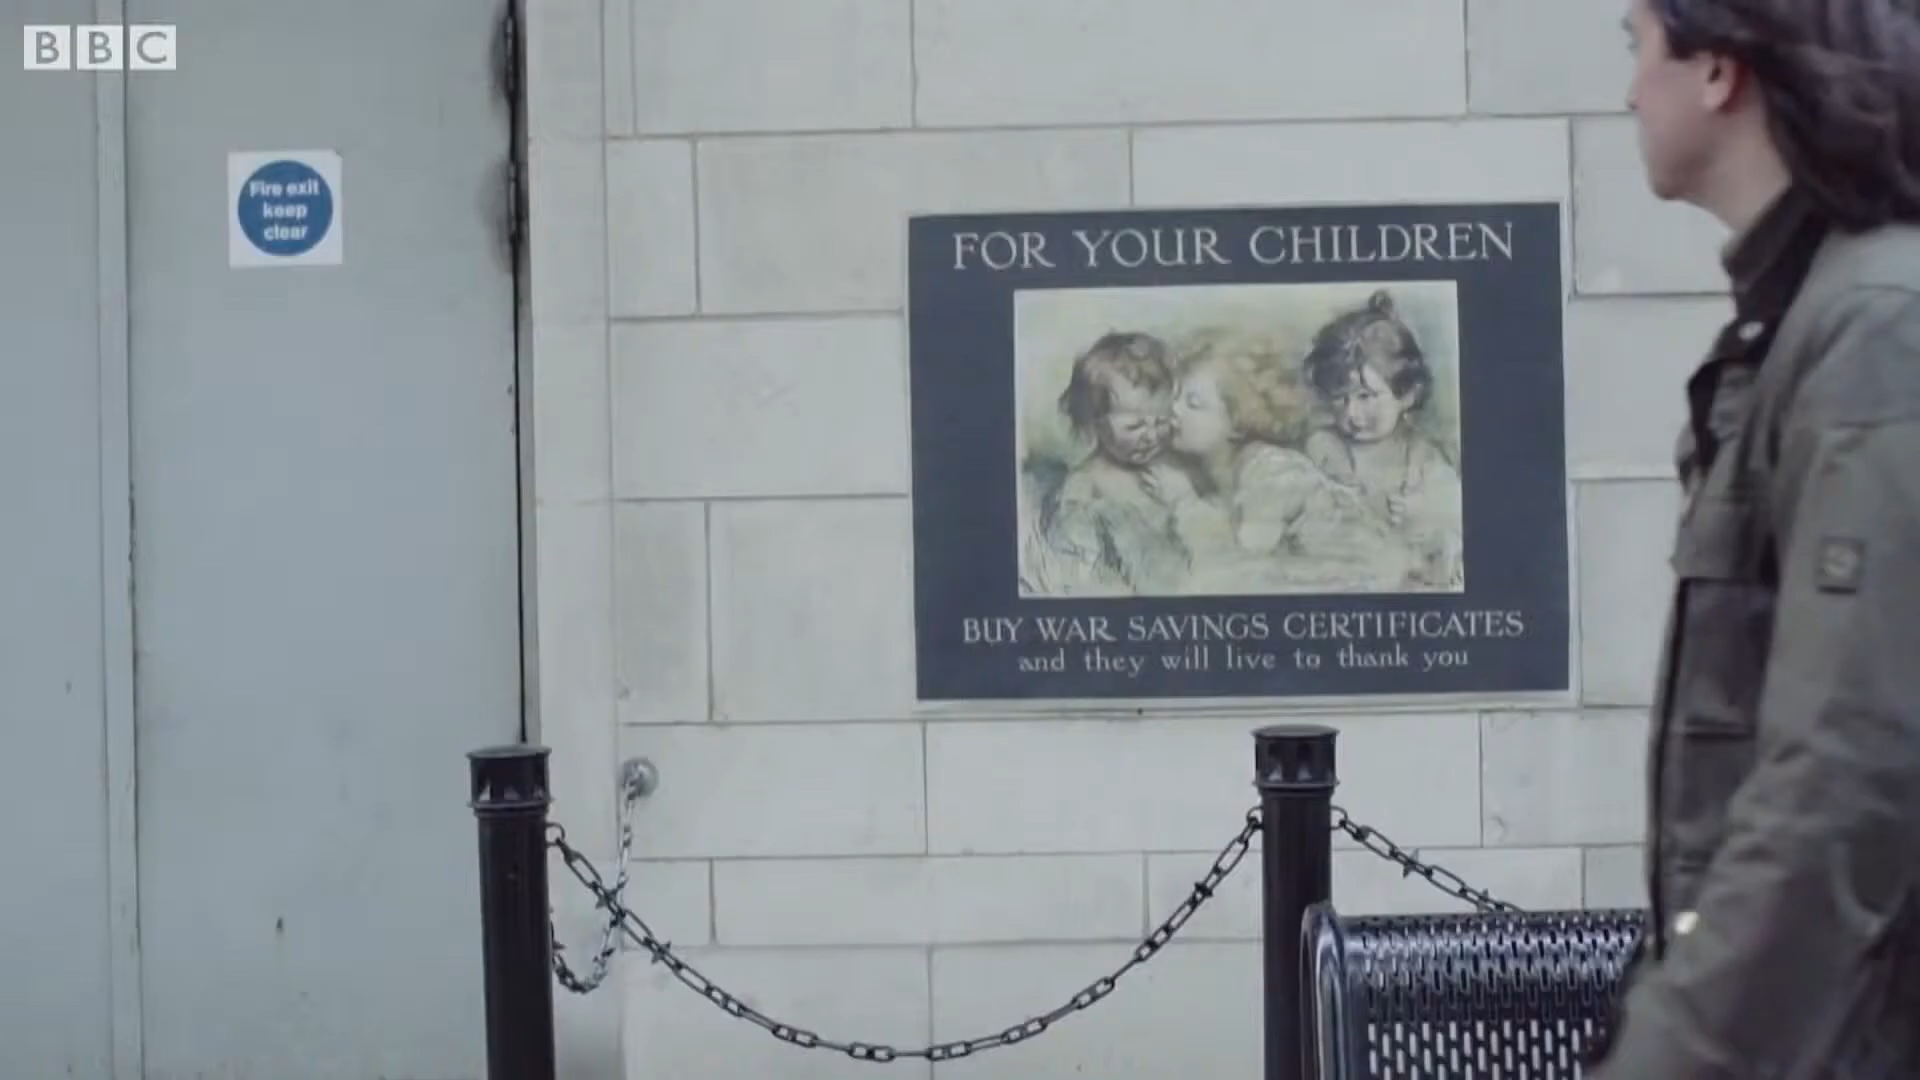 BBC
Fire exit
keep
clear
FOR YOUR CHILDREN
BUY WAR SAVINGS CERTIFICATES
and they will live to thank you